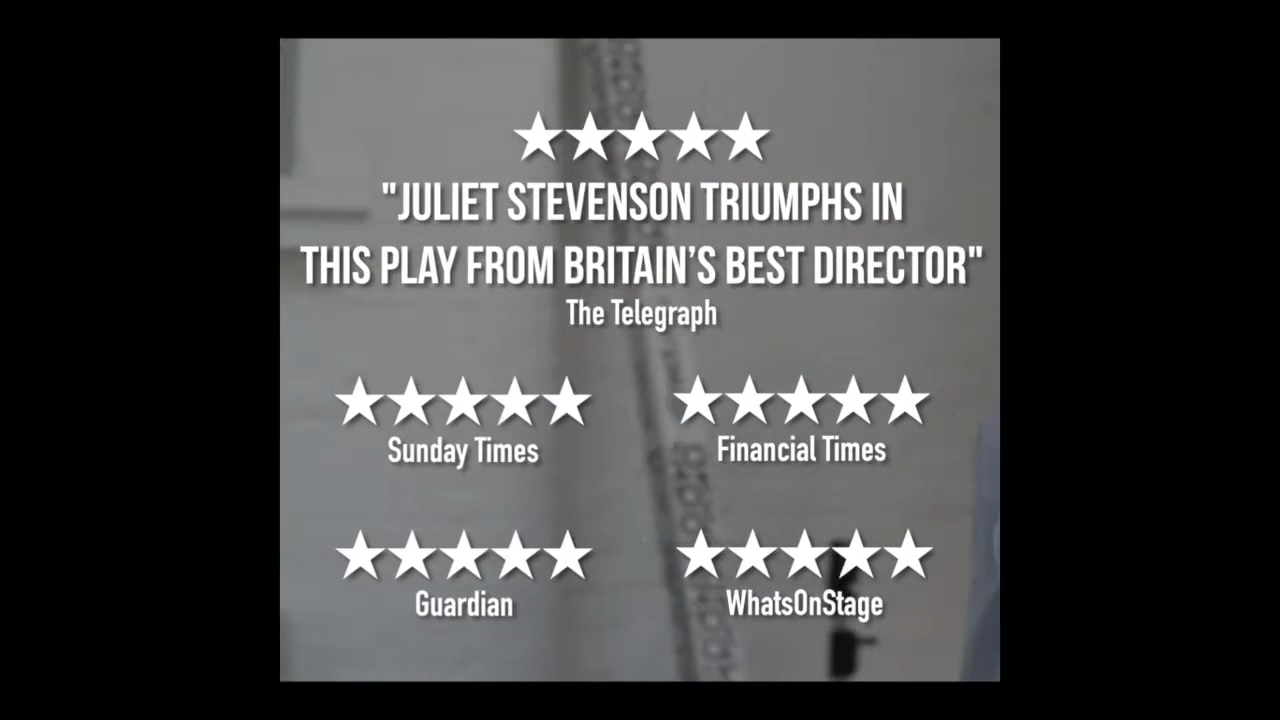 "JULIET STEVENSON TRIUMPHS IN
THIS PLAY FROM BRITAIN’S BEST DIRECTOR"
The Telegraph
Sunday Times
Financial Times
Guardian
WhatsOnStage